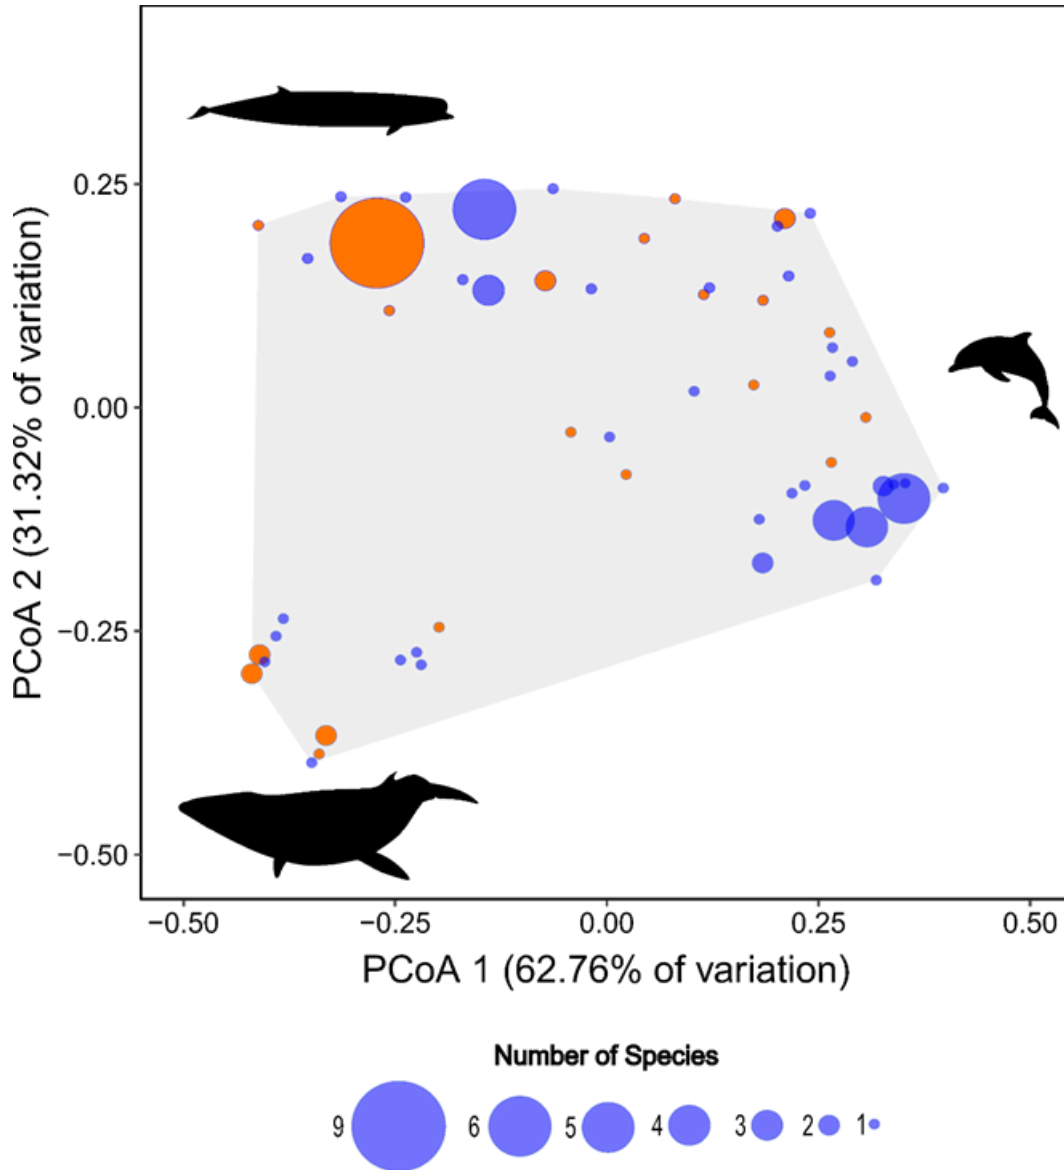 PCoA 2 (31.32% of variation)
0.25
0.00
−0.25
−0.50
−0.50 −0.25 0.00 0.25 0.50
PCoA 1 (62.76% of variation)
Number of Species
9 6 5 4 3 2 1